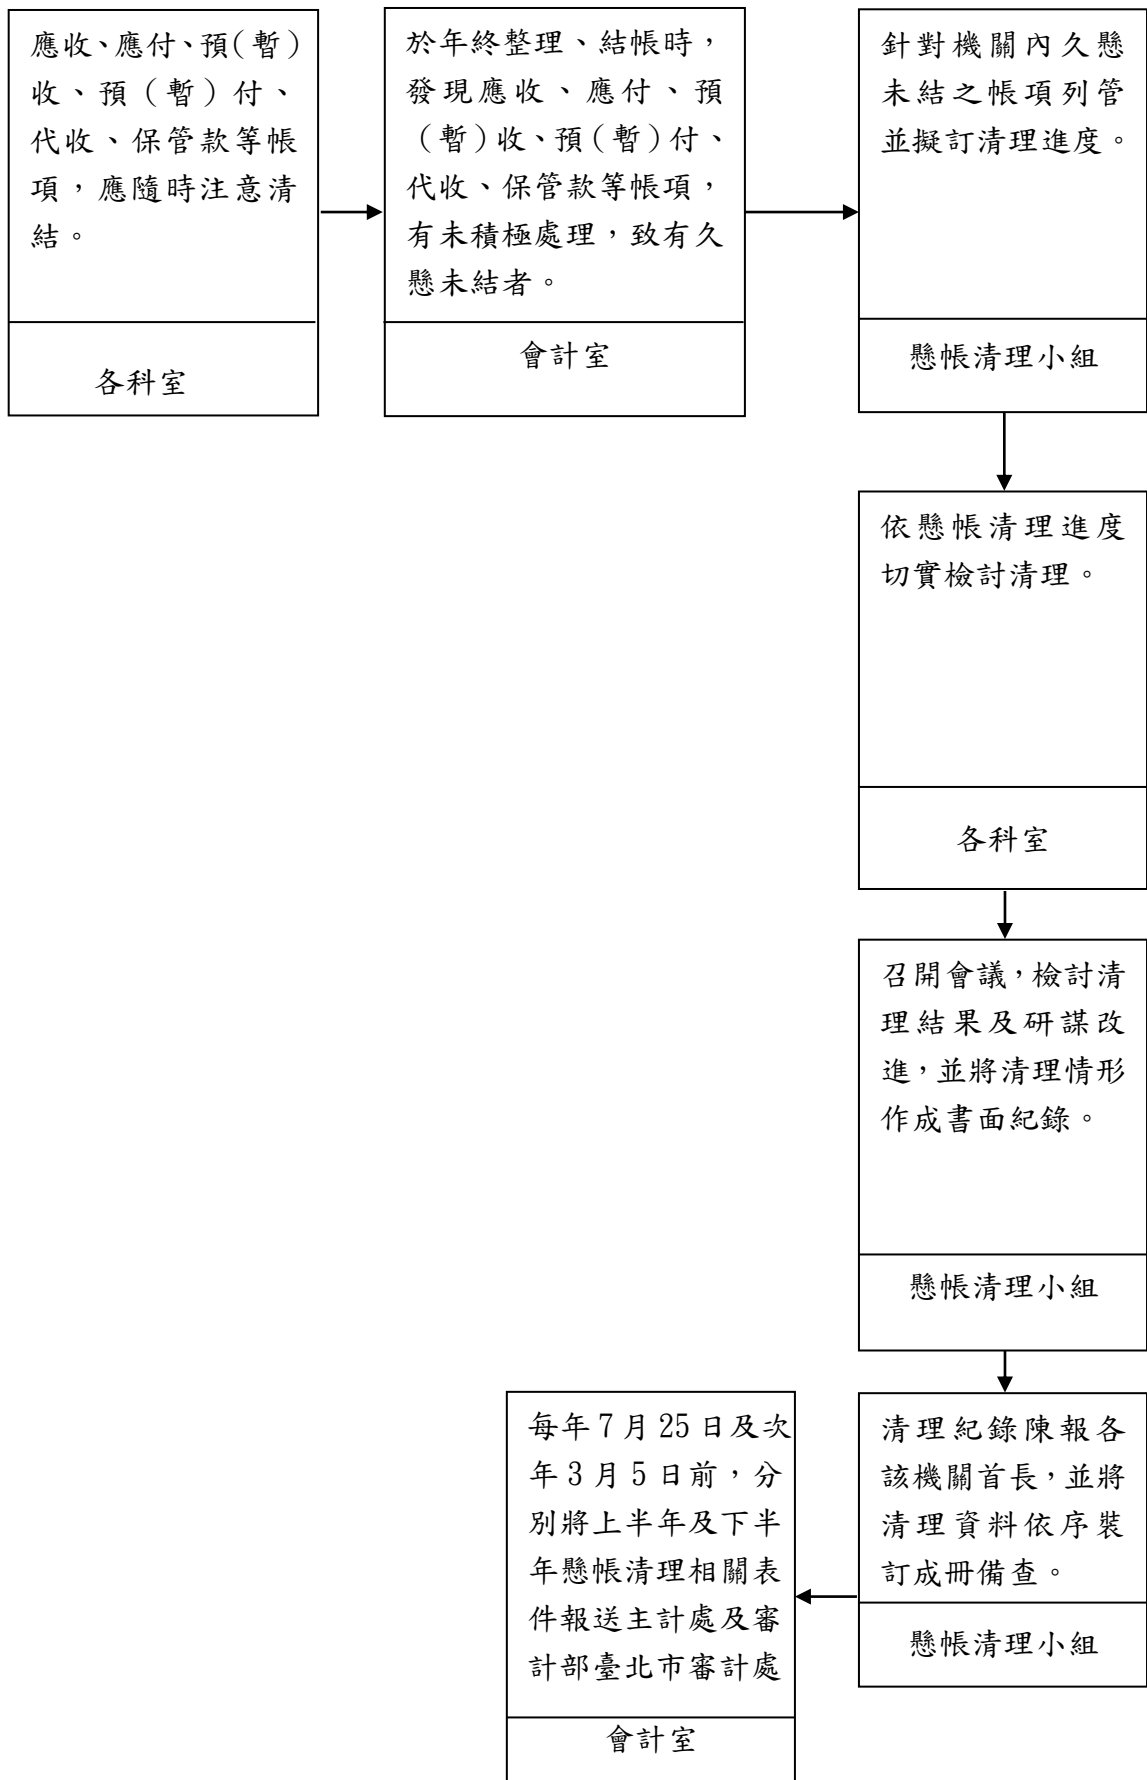 應收、應付、預(暫)
收、預（暫）付、
代收、保管款等帳
項，應隨時注意清
結。
各科室
於年終整理、結帳時，
發現應收、應付、預
（暫）收、預(暫)付、
代收、保管款等帳項，
有未積極處理，致有久
懸未結者。
會計室
針對機關內久懸
未結之帳項列管
並擬訂清理進度。
懸帳清理小組
依懸帳清理進度
切實檢討清理。
各科室
召開會議，檢討清
理結果及研謀改
進，並將清理情形
作成書面紀錄。
懸帳清理小組
清理紀錄陳報各
該機關首長，並將
清理資料依序裝
訂成冊備查。
懸帳清理小組
每年 7 月 25 日及次
年 3 月 5 日前，分
別將上半年及下半
年懸帳清理相關表
件報送主計處及審
計部臺北市審計處
會計室